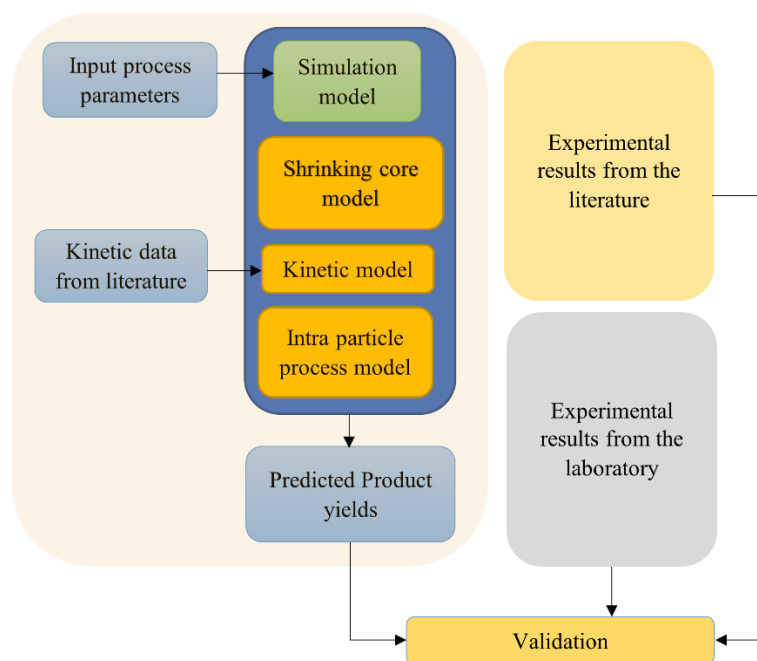 Input process
parameters
Simulation
model
Shrinking core
model
Kinetic data
from literature
Kinetic model
Intra particle
process model
Predicted Product
yields
Experimental
results from the
literature
Experimental
results from the
laboratory
Validation